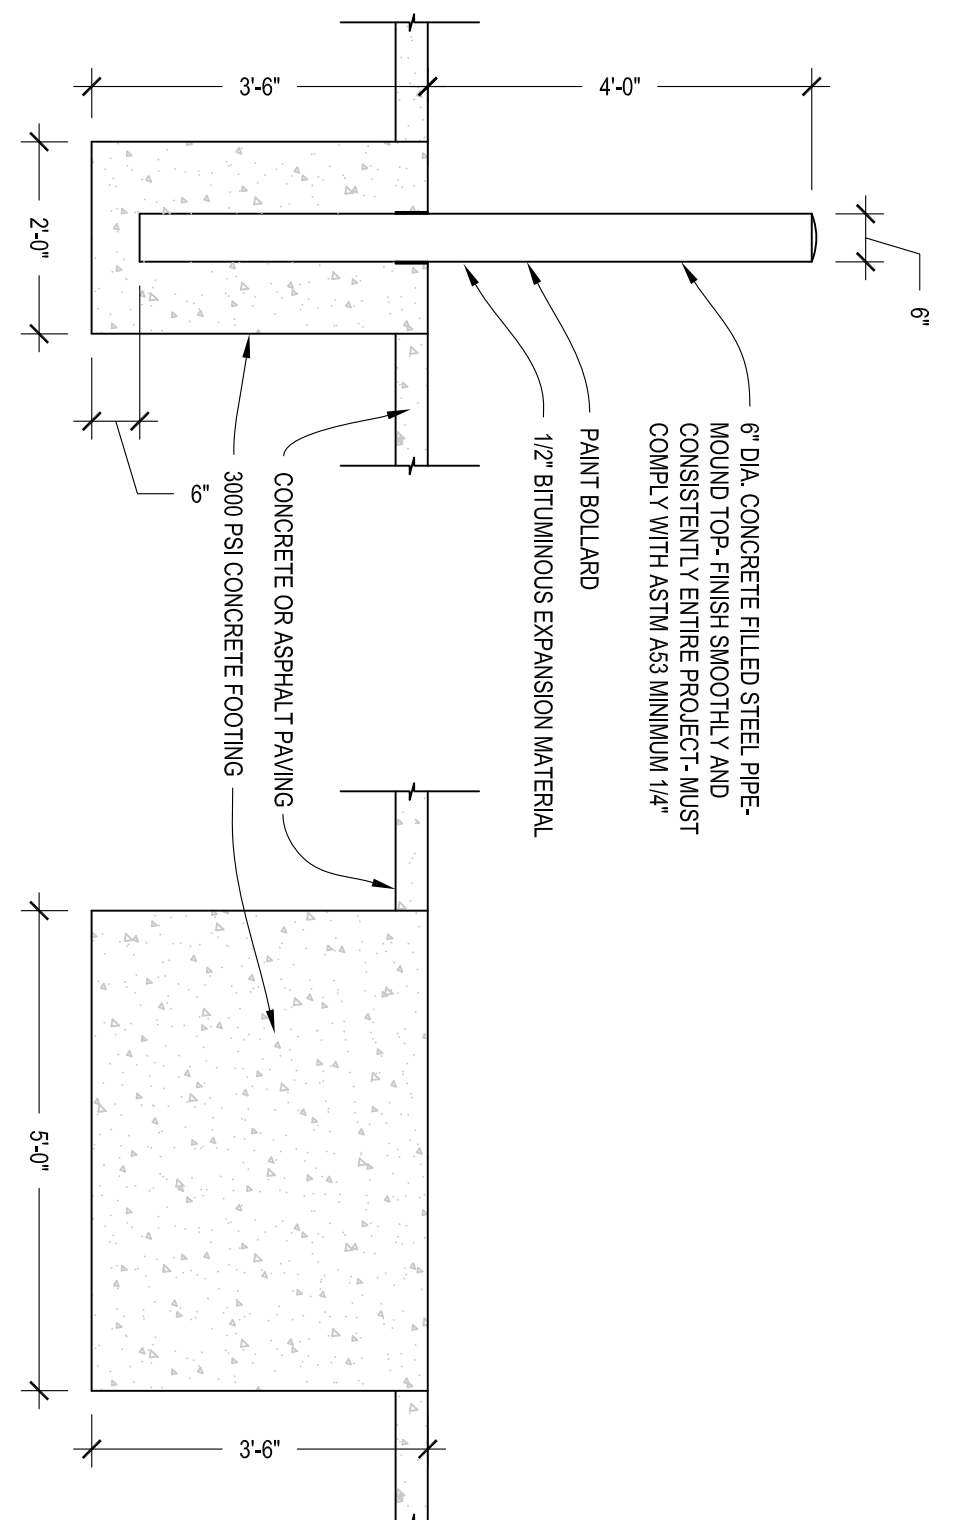 6" DIA. CONCRETE FILLED STEEL PIPE-
MOUND TOP- FINISH SMOOTHLY AND
CONSISTENTLY ENTIRE PROJECT- MUST
COMPLY WITH ASTM A53 MINIMUM 1/4"
PAINT BOLLARD
1/2" BITUMINOUS EXPANSION MATERIAL
CONCRETE OR ASPHALT PAVING
3000 PSI CONCRETE FOOTING
6"
4'-0"
3'-6"
2'-0"
6"
5'-0"
3'-6"